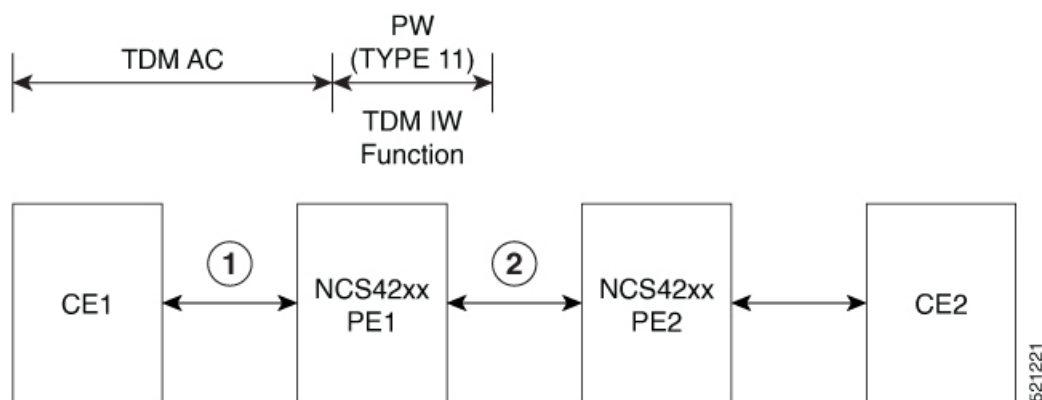 TDM AC
PW
(TYPE 11)
TDM IW
Function
1
2
CE1
NCS42xx
PE1
NCS42xx
PE2
CE2
521221